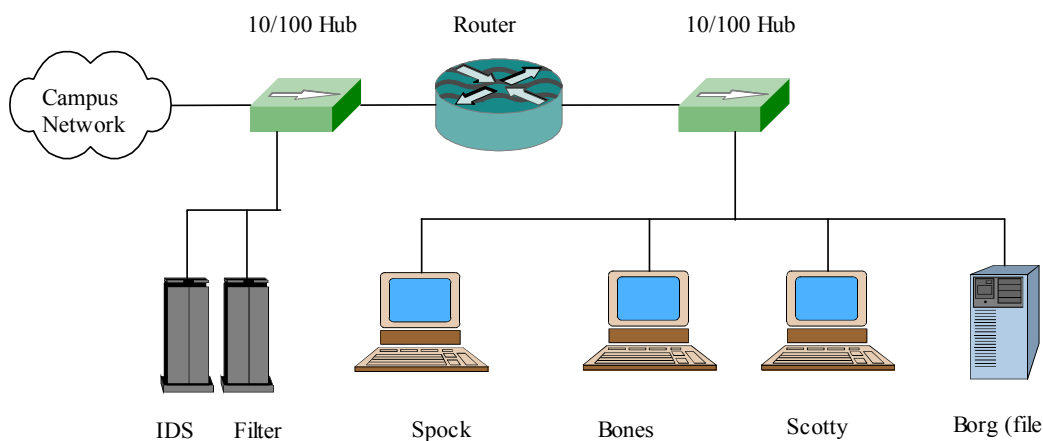 10/100 Hub
Router
10/100 Hub
Campus
Network
IDS
Filter
Spock
Bones
Scotty
Borg (file